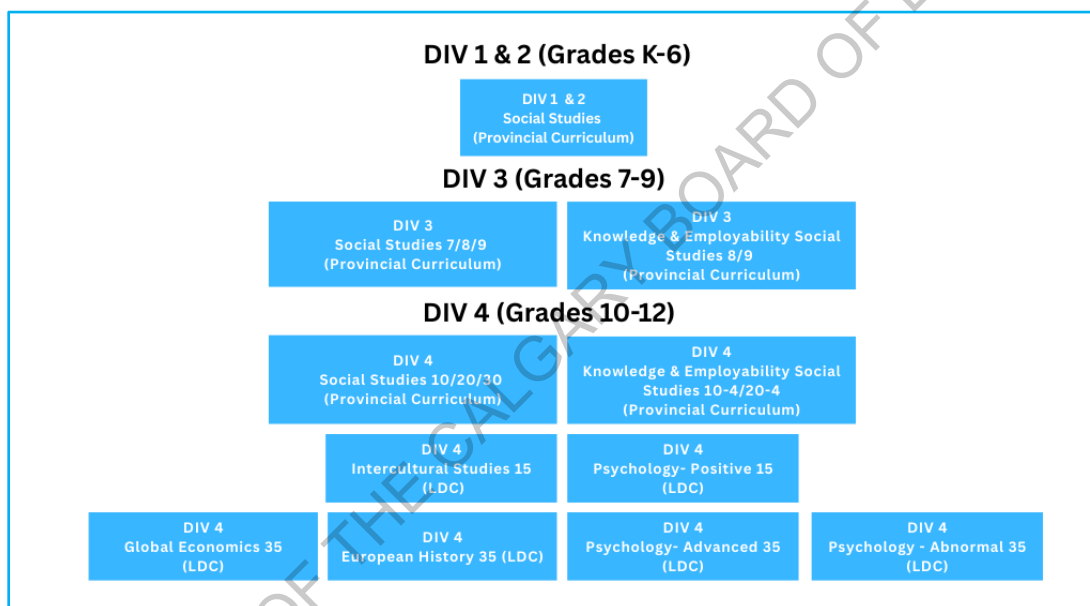 DIV 1 & 2 (Grades K-6)
DIV 1 & 2
Social Studies
(Provincial Curriculum)
DIV 3 (Grades 7-9)
DIV 3
Social Studies 7/8/9
(Provincial Curriculum)
DIV 3
Knowledge & Employability Social
Studies 8/9
(Provincial Curriculum)
DIV 4 (Grades 10-12)
DIV 4
Social Studies 10/20/30
(Provincial Curriculum)
DIV 4
Knowledge & Employability Social
Studies 10-4/20-4
(Provincial Curriculum)
DIV 4
Intercultural Studies 15
(LDC)
DIV 4
Psychology- Positive 15
(LDC)
DIV 4
Global Economics 35
(LDC)
DIV 4
European History 35 (LDC)
DIV 4
Psychology- Advanced 35
(LDC)
DIV 4
Psychology - Abnormal 35
(LDC)
OF THE CALGARY BOARD OF